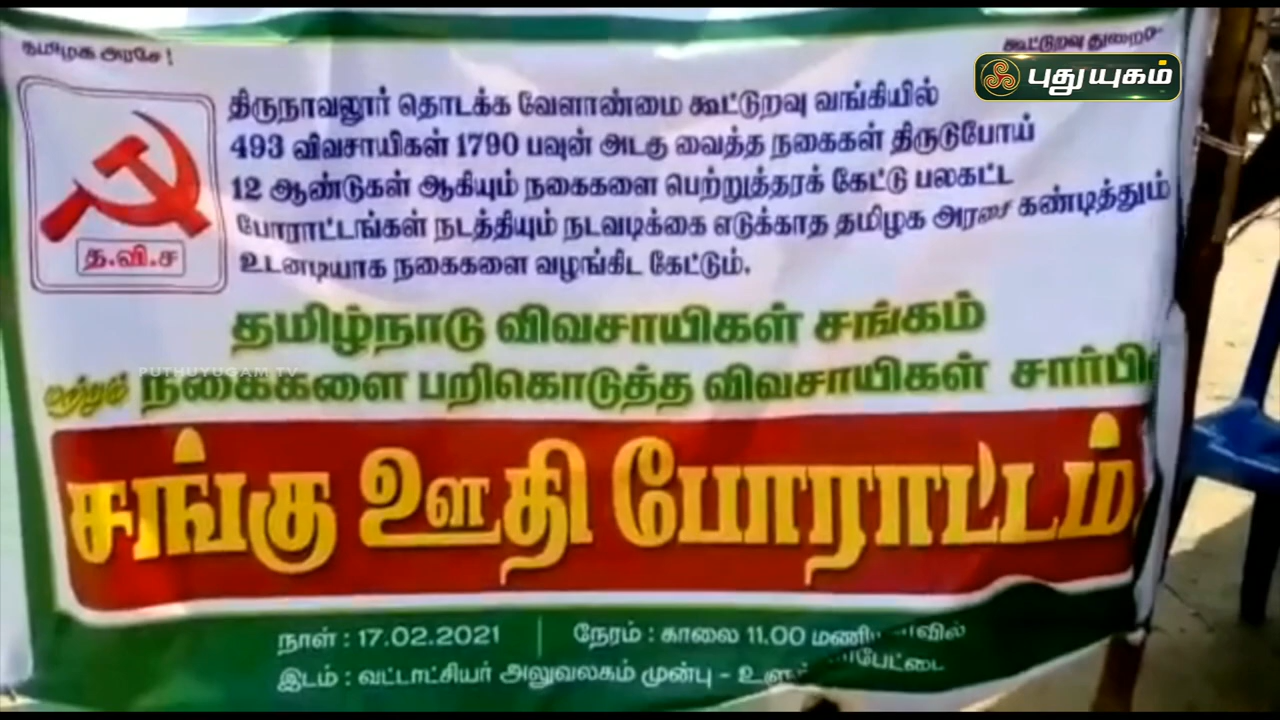 தமிழக அரசே!
கூட்டுறவு
புதுயுகம்
திருநாவலூர் தொடக்க வேளாண்மை கூட்டுறவு வங்கியில்
493 விவசாயிகள் 1790 பவுன் அடகு வைத்த நகைகள் திருடுபோய்
12 ஆண்டுகள் ஆகியும் நகைகளை பெற்றுத்தரக் கேட்டு பலகட்ட
போராட்டங்கள் நடத்தியும் நடவடிக்கை எடுக்காத தமிழக அரசை கண்டித்தும்
உடனடியாக நகைகளை வழங்கிட கேட்டும்.
த.வி.ச
தமிழ்நாடு விவசாயிகள் சங்கம்
PUTHUYUGAM TV
மற்றும் நகைகளை பறிகொடுத்த விவசாயிகள்
சங்கு ஊதி போராட்டம்
நாள் : 17.02.2021 நேரம் : காலை 11.00
இடம் : வட்டாட்சியர் அலுவலகம் முன்பு -